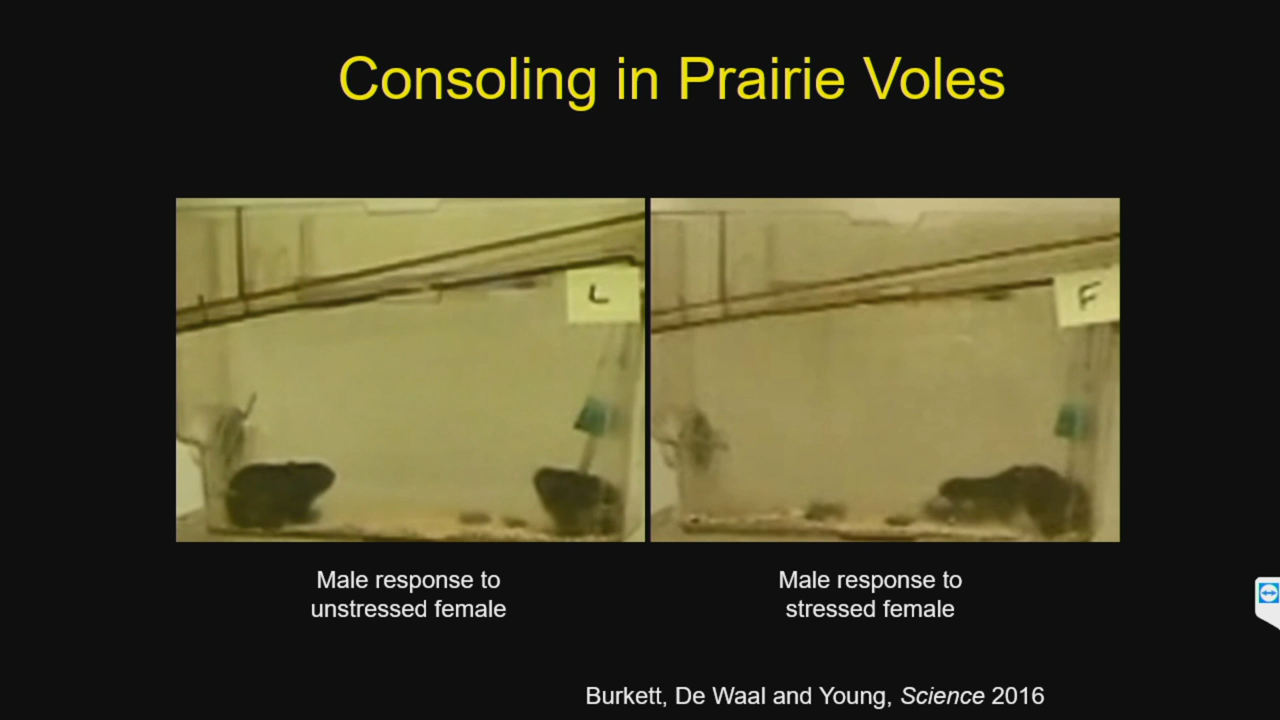 Consoling in Prairie Voles
L
F
Male response to
unstressed female
Male response to
stressed female
Burkett, De Waal and Young, Science 2016